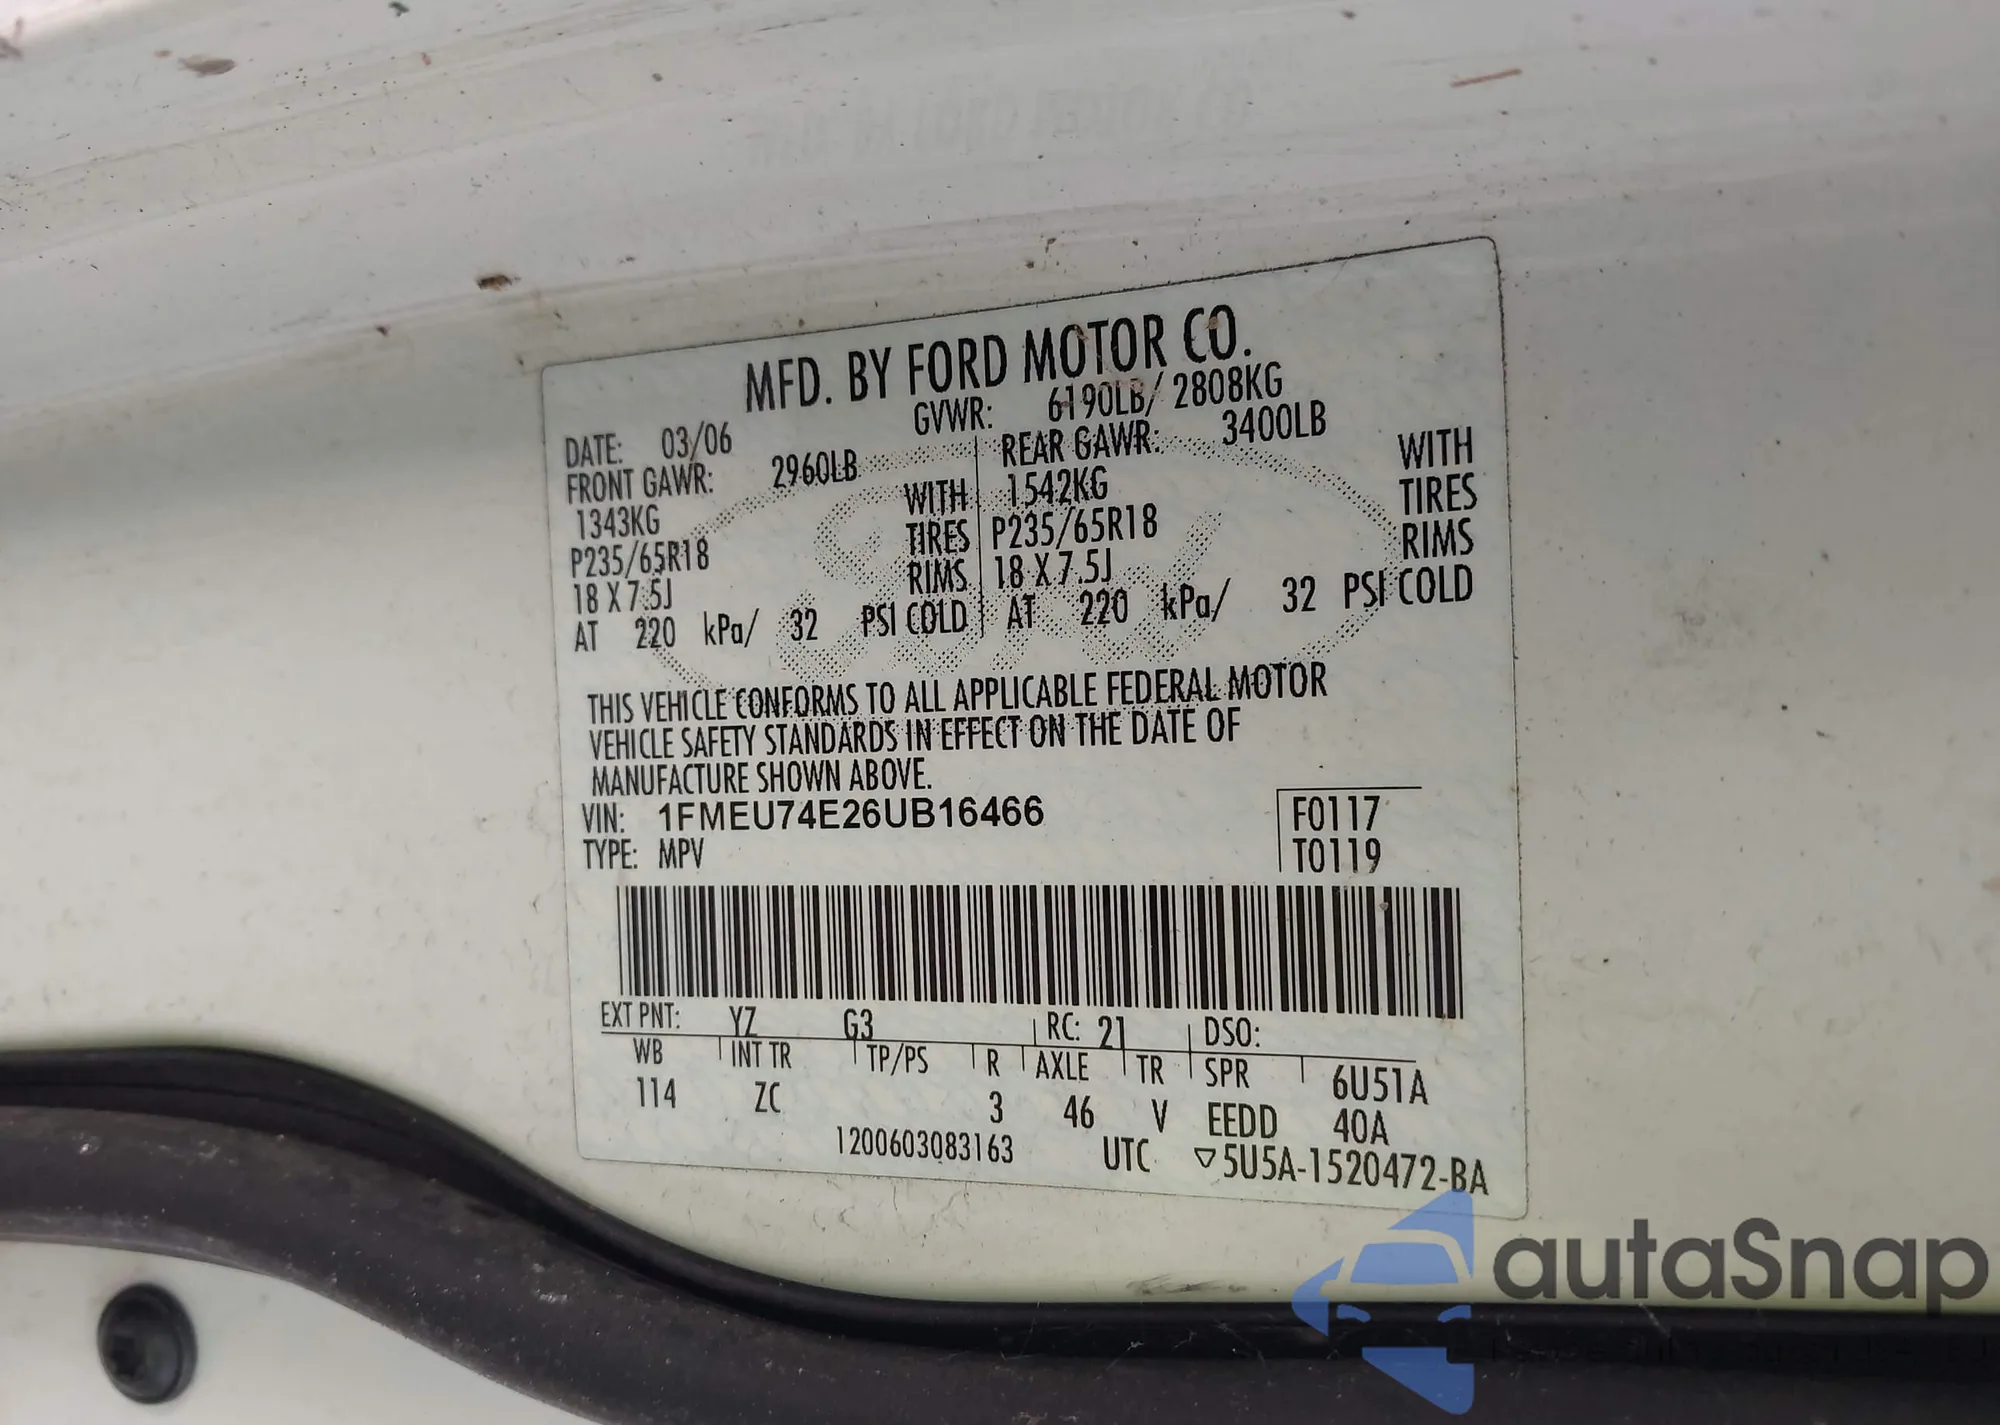 MFD. BY FORD MOTOR CO.
DATE: 03/06 GVWR: 6190LB/ 2808KG
FRONT GAWR: 2960LB REAR GAWR: 3400LB
1343KG WITH 1542KG WITH
P235/65R18 TIRES P235/65R18 TIRES
18 X 7.5J RIMS 18 X 7.5J RIMS
AT 220 kPa/ 32 PSI COLD AT 220 kPa/ 32 PSI COLD
THIS VEHICLE CONFORMS TO ALL APPLICABLE FEDERAL MOTOR
VEHICLE SAFETY STANDARDS IN EFFECT ON THE DATE OF
MANUFACTURE SHOWN ABOVE.
VIN: 1FMEU74E26UB16466 F0117
TYPE: MPV T0119
EXT PNT: YZ G3 RC: 21 DSO:
WB INT TR TP/PS R AXLE TR SPR 6U51A
114 ZC 3 46 V EEDD 40A
1200603083163 UTC ▽5U5A-1520472-BA
autoSnap